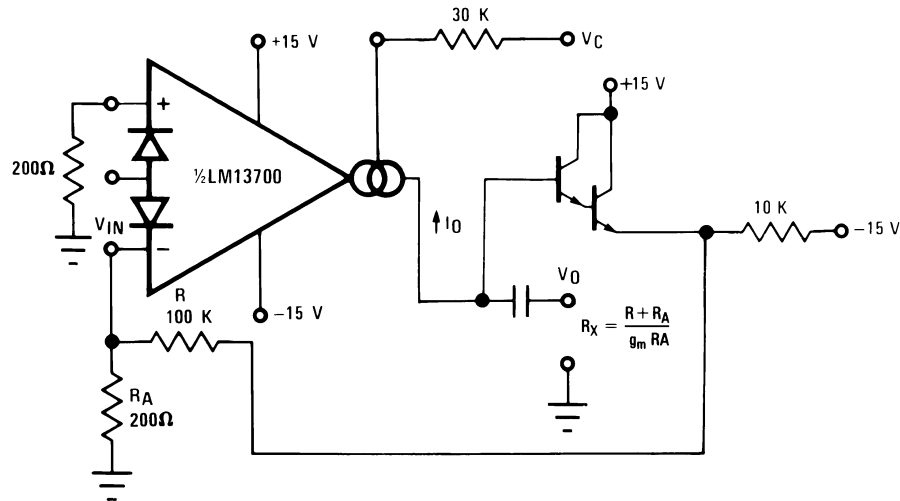 30 K
V_C
+15 V
+15 V
+
200Ω
½LM13700
V_IN
I_O
10 K
−15 V
−
V_O
R
100 K
−15 V
R_X = R + R_A / g_m RA
R_A
200Ω